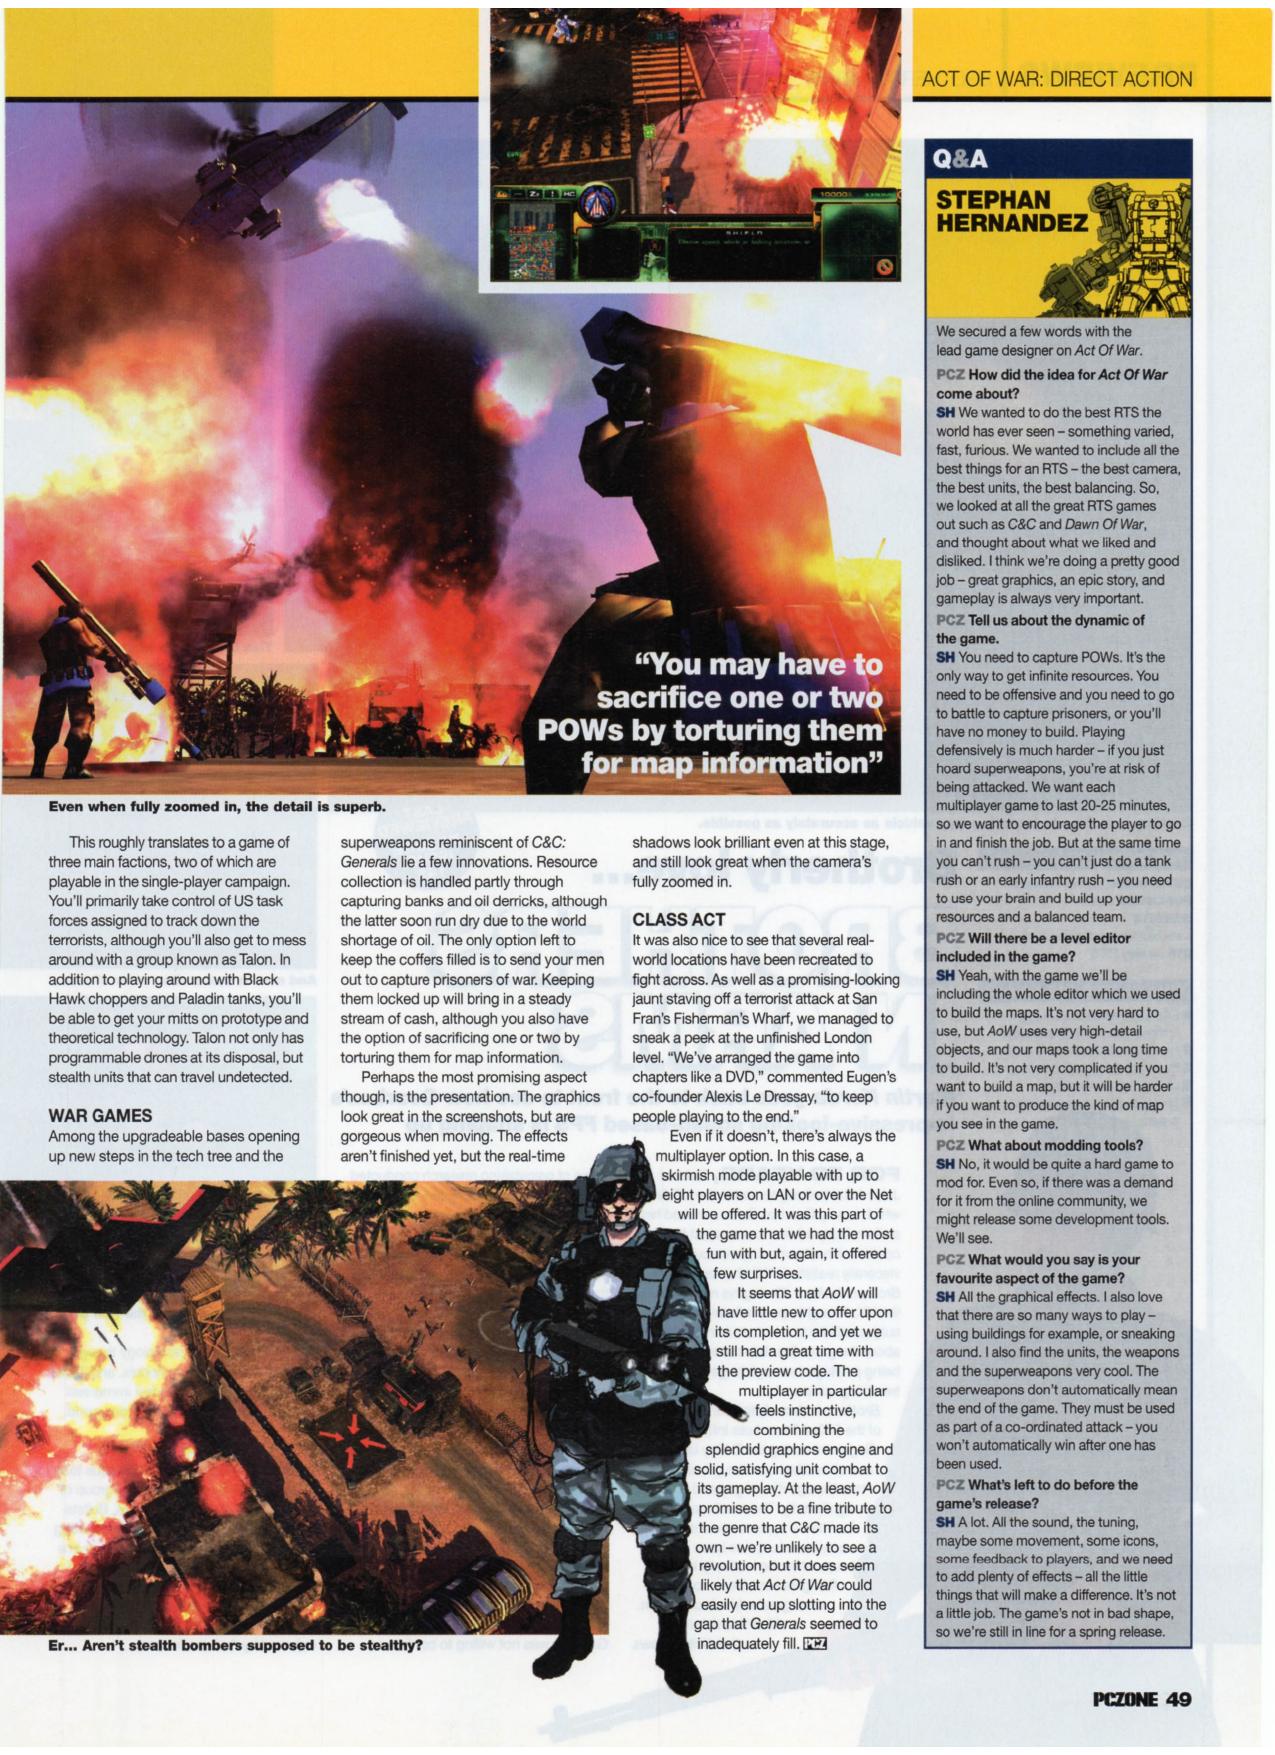 ACT OF WAR: DIRECT ACTION
SHIELD
10000
"You may have to
sacrifice one or two
POWs by torturing them
for map information"
Even when fully zoomed in, the detail is superb.
This roughly translates to a game of
three main factions, two of which are
playable in the single-player campaign.
You'll primarily take control of US task
forces assigned to track down the
terrorists, although you'll also get to mess
around with a group known as Talon. In
addition to playing around with Black
Hawk choppers and Paladin tanks, you'll
be able to get your mitts on prototype and
theoretical technology. Talon not only has
programmable drones at its disposal, but
stealth units that can travel undetected.
WAR GAMES
Among the upgradeable bases opening
up new steps in the tech tree and the
superweapons reminiscent of C&C:
Generals lie a few innovations. Resource
collection is handled partly through
capturing banks and oil derricks, although
the latter soon run dry due to the world
shortage of oil. The only option left to
keep the coffers filled is to send your men
out to capture prisoners of war. Keeping
them locked up will bring in a steady
stream of cash, although you also have
the option of sacrificing one or two by
torturing them for map information.
Perhaps the most promising aspect
though, is the presentation. The graphics
look great in the screenshots, but are
gorgeous when moving. The effects
aren't finished yet, but the real-time
shadows look brilliant even at this stage,
and still look great when the camera's
fully zoomed in.
CLASS ACT
It was also nice to see that several real-
world locations have been recreated to
fight across. As well as a promising-looking
jaunt staving off a terrorist attack at San
Fran's Fisherman's Wharf, we managed to
sneak a peek at the unfinished London
level. "We've arranged the game into
chapters like a DVD," commented Eugen's
co-founder Alexis Le Dressay, "to keep
people playing to the end."
Even if it doesn't, there's always the
multiplayer option. In this case, a
skirmish mode playable with up to
eight players on LAN or over the Net
will be offered. It was this part of
the game that we had the most
fun with but, again, it offered
few surprises.
It seems that AoW will
have little new to offer upon
its completion, and yet we
still had a great time with
the preview code. The
multiplayer in particular
feels instinctive,
combining the
splendid graphics engine and
solid, satisfying unit combat to
its gameplay. At the least, AoW
promises to be a fine tribute to
the genre that C&C made its
own – we're unlikely to see a
revolution, but it does seem
likely that Act Of War could
easily end up slotting into the
gap that Generals seemed to
inadequately fill. PCZ
Er... Aren't stealth bombers supposed to be stealthy?
Q&A
STEPHAN
HERNANDEZ
We secured a few words with the
lead game designer on Act Of War.
PCZ How did the idea for Act Of War
come about?
SH We wanted to do the best RTS the
world has ever seen – something varied,
fast, furious. We wanted to include all the
best things for an RTS – the best camera,
the best units, the best balancing. So,
we looked at all the great RTS games
out such as C&C and Dawn Of War,
and thought about what we liked and
disliked. I think we're doing a pretty good
job – great graphics, an epic story, and
gameplay is always very important.
PCZ Tell us about the dynamic of
the game.
SH You need to capture POWs. It's the
only way to get infinite resources. You
need to be offensive and you need to go
to battle to capture prisoners, or you'll
have no money to build. Playing
defensively is much harder – if you just
hoard superweapons, you're at risk of
being attacked. We want each
multiplayer game to last 20-25 minutes,
so we want to encourage the player to go
in and finish the job. But at the same time
you can't rush – you can't just do a tank
rush or an early infantry rush – you need
to use your brain and build up your
resources and a balanced team.
PCZ Will there be a level editor
included in the game?
SH Yeah, with the game we'll be
including the whole editor which we used
to build the maps. It's not very hard to
use, but AoW uses very high-detail
objects, and our maps took a long time
to build. It's not very complicated if you
want to build a map, but it will be harder
if you want to produce the kind of map
you see in the game.
PCZ What about modding tools?
SH No, it would be quite a hard game to
mod for. Even so, if there was a demand
for it from the online community, we
might release some development tools.
We'll see.
PCZ What would you say is your
favourite aspect of the game?
SH All the graphical effects. I also love
that there are so many ways to play –
using buildings for example, or sneaking
around. I also find the units, the weapons
and the superweapons very cool. The
superweapons don't automatically mean
the end of the game. They must be used
as part of a co-ordinated attack – you
won't automatically win after one has
been used.
PCZ What's left to do before the
game's release?
SH A lot. All the sound, the tuning,
maybe some movement, some icons,
some feedback to players, and we need
to add plenty of effects – all the little
things that will make a difference. It's not
a little job. The game's not in bad shape,
so we're still in line for a spring release.
PCZONE 49